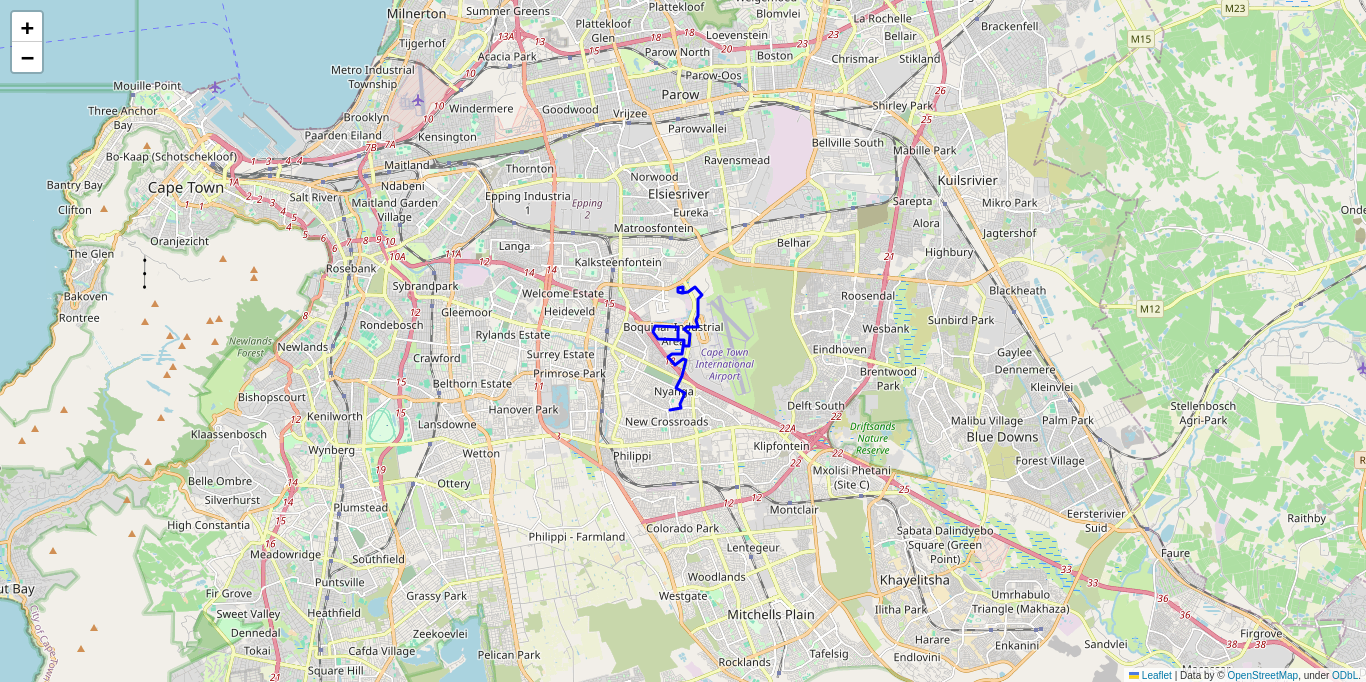 +
−
Milnerton
Summer Greens
Plattekloof
Plattekloof
Glen
Blomvlei
La Rochelle
Bellair
Brackenfell
M23
M15
Tijgerhof
13A
13
Loevenstein
Acacia Park
Parow North
Boston
Chrismar
Stikland
Metro Industrial
Township
Parow-Oos
Mouille Point
Three Anchor
Bay
Brooklyn
Windermere
Goodwood
Vrijzee
Parow
Shirley Park
Paarden Eiland
Kensington
Parowvallei
Bellville South
Mabille Park
Bo-Kaap (Schotschekloof)
7B
7A
Maitland
Thornton
Ravensmead
Norwood
Kuilsrivier
Bantry Bay
Cape Town
1A
Salt River
Ndabeni
Maitland Garden
Village
Epping Industria
1
Epping
2
Elsiesriver
Eureka
Sarepta
Mikro Park
Clifton
Matroosfontein
Alora
Oranjezicht
Langa
Belhar
Jagtershof
The Glen
10A
11A
Kalksteenfontein
Highbury
Rosebank
Sybrandpark
Welcome Estate
Roosendal
Blackheath
M12
Bakoven
Rontree
Gleemoor
Heideveld
Rondebosch
Rylands Estate
Boquinar Industrial
Area
Wesbank
Sunbird Park
Newlands
Forest
Newlands
Crawford
Surrey Estate
Cape Town
International
Airport
Eindhoven
Gaylee
Dennemere
Belthorn Estate
Primrose Park
Brentwood
Park
Kleinvlei
Bishopscourt
Nyanga
Kenilworth
Hanover Park
Delft South
Stellenbosch
Agri-Park
Klaassenbosch
Lansdowne
New Crossroads
22A
Driftsands
Nature
Reserve
Malibu Village
Palm Park
Blue Downs
Wynberg
Wetton
Philippi
Klipfontein
Forest Village
Belle Ombre
Ottery
Mxolisi Phetani
(Site C)
Silverhurst
Plumstead
Montclair
High Constantia
Colorado Park
Sabata Dalindyebo
Square (Green
Point)
Eersterivier
Suid
Raithby
Philippi - Farmland
Lentegeur
Meadowridge
Southfield
Faure
Woodlands
Khayelitsha
Puntsville
Fir Grove
Grassy Park
Westgate
Umrhabulo
Triangle (Makhaza)
Sweet Valley
Heathfield
Mitchells Plain
Ilitha Park
Dennedal
Zeekoevlei
Harare
Enkanini
Sandvlei
Firgrove
Tokai
Cafda Village
Pelican Park
Tafelsig
Endlovini
Square Hill
Rocklands
City of Cape Town
Leaflet | Data by © OpenStreetMap, under ODbL.